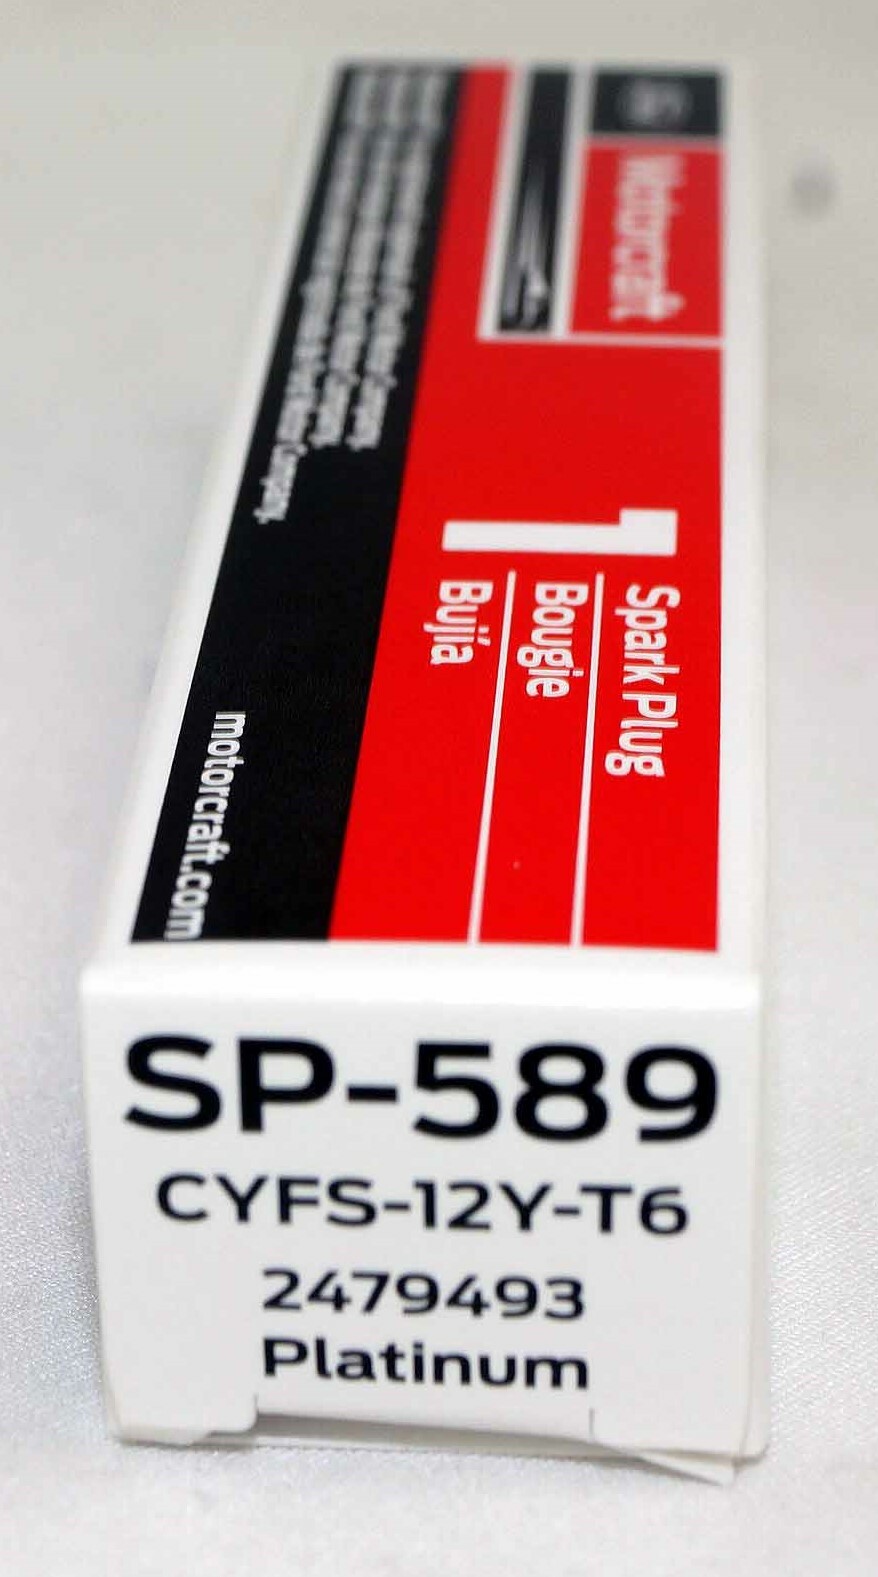 Motorcraft
1
Spark Plug
Bougie
Bujía
motorcraft.com
SP-589
CYFS-12Y-T6
2479493
Platinum